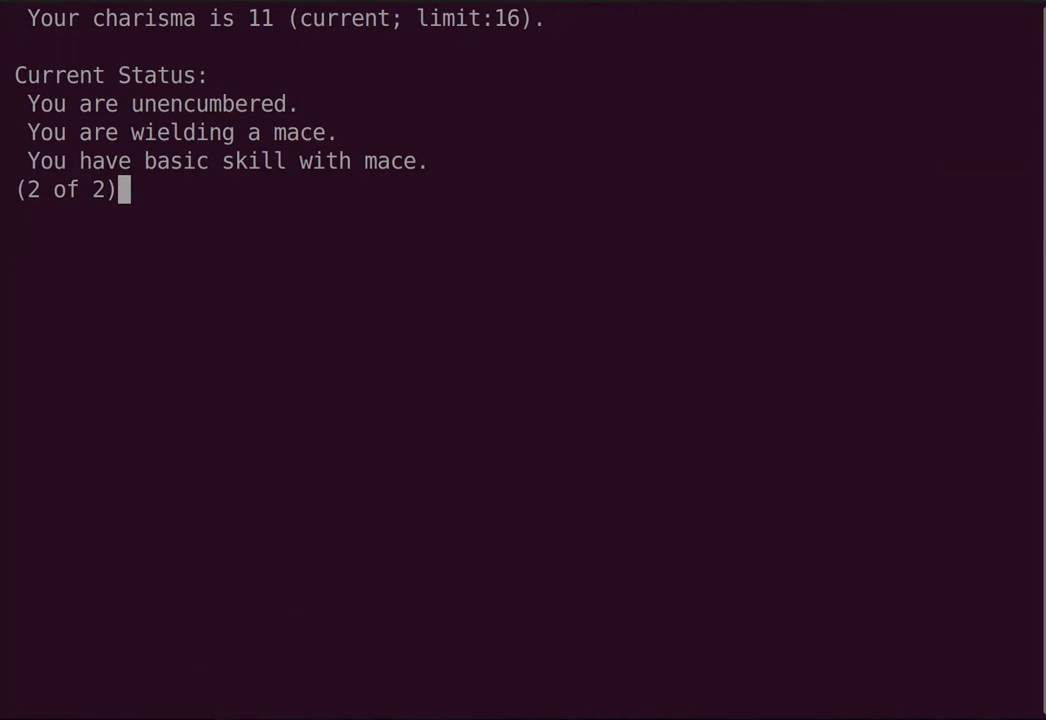 Your charisma is 11 (current; limit:16).
Current Status:
You are unencumbered.
You are wielding a mace.
You have basic skill with mace.
(2 of 2)